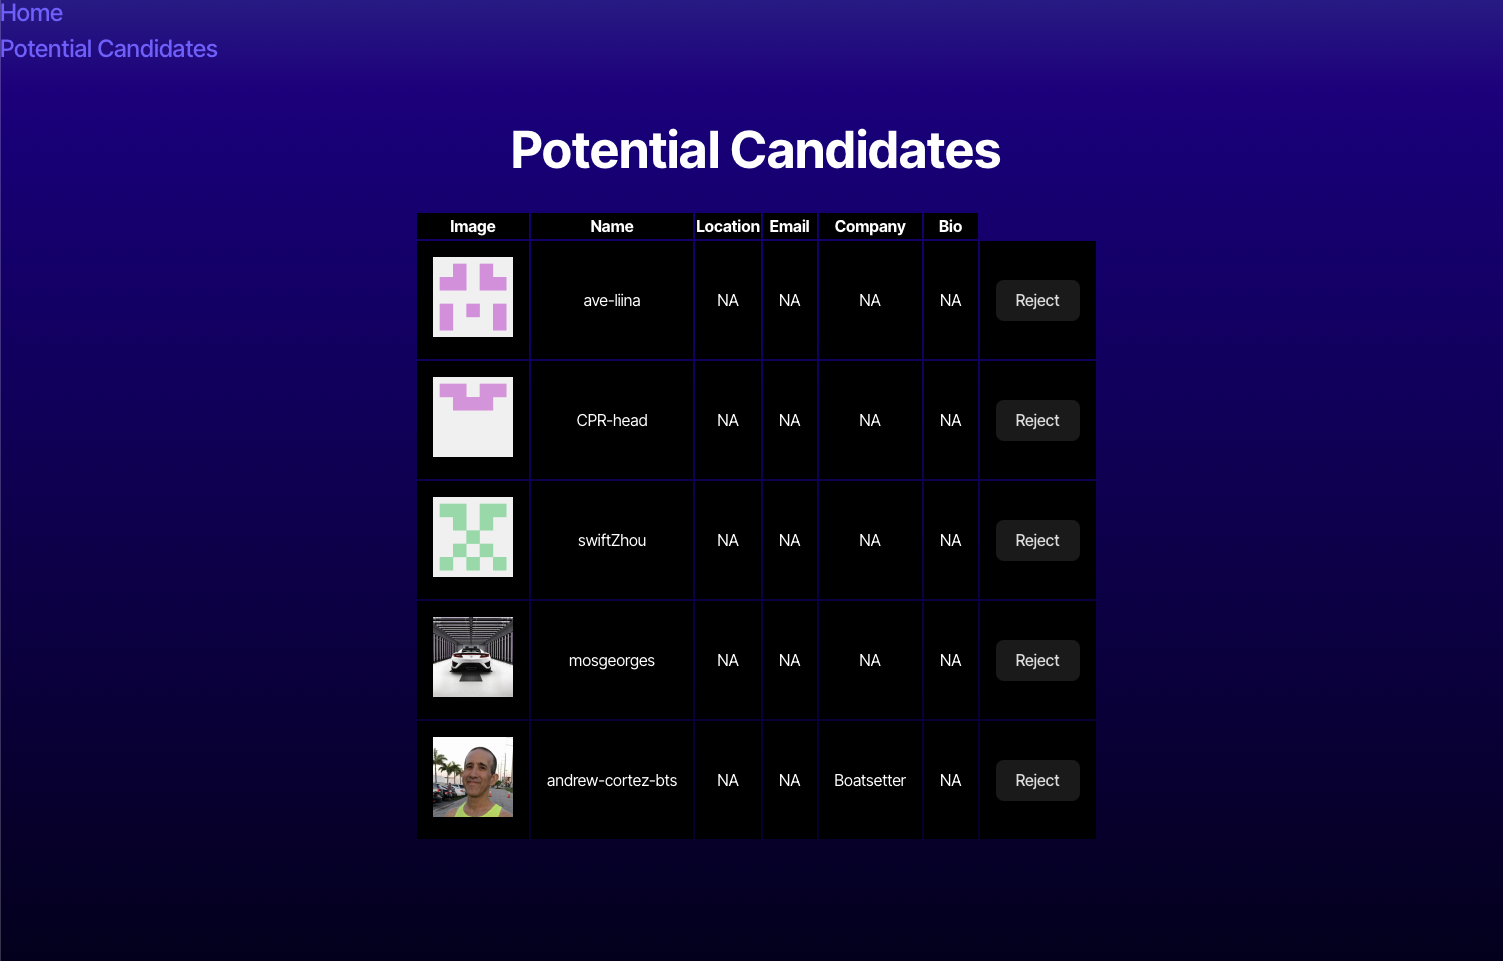 Home
Potential Candidates
Potential Candidates
Image Name Location Email Company Bio
ave-liina NA NA NA NA Reject
CPR-head NA NA NA NA Reject
swiftZhou NA NA NA NA Reject
mosgeorges NA NA NA NA Reject
andrew-cortez-bts NA NA Boatsetter NA Reject